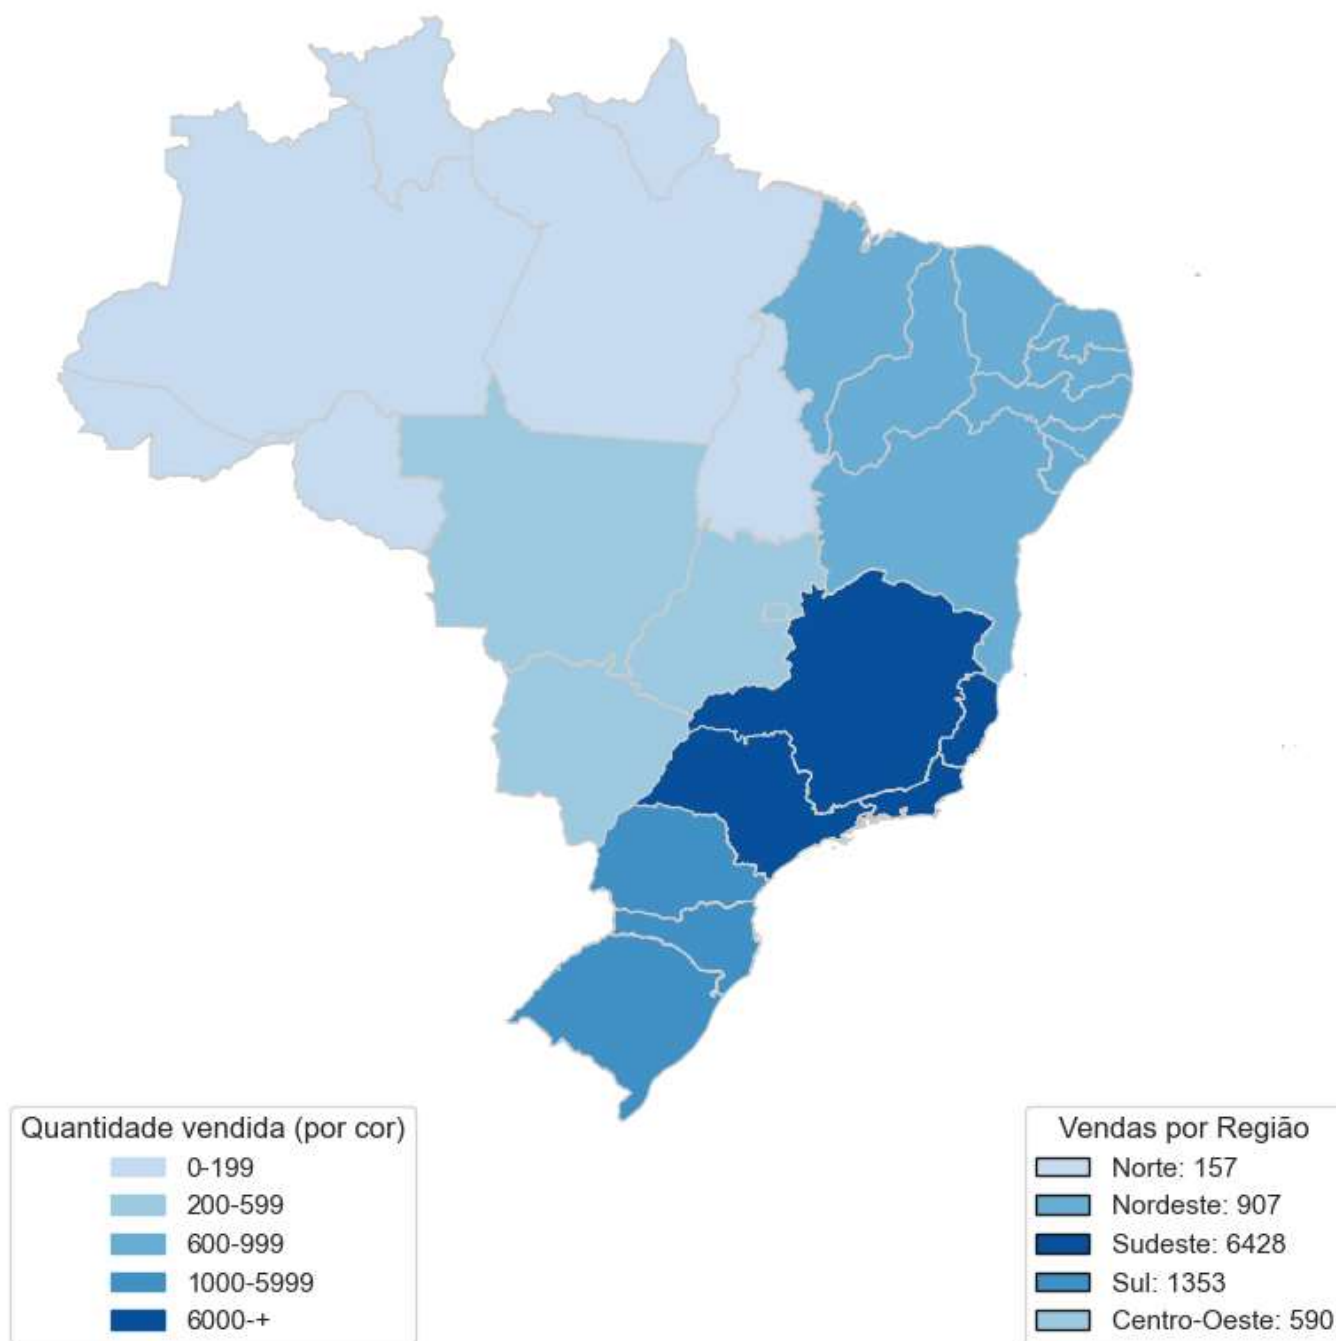 Quantidade vendida (por cor)
0-199
200-599
600-999
1000-5999
6000-+
Vendas por Região
Norte: 157
Nordeste: 907
Sudeste: 6428
Sul: 1353
Centro-Oeste: 590